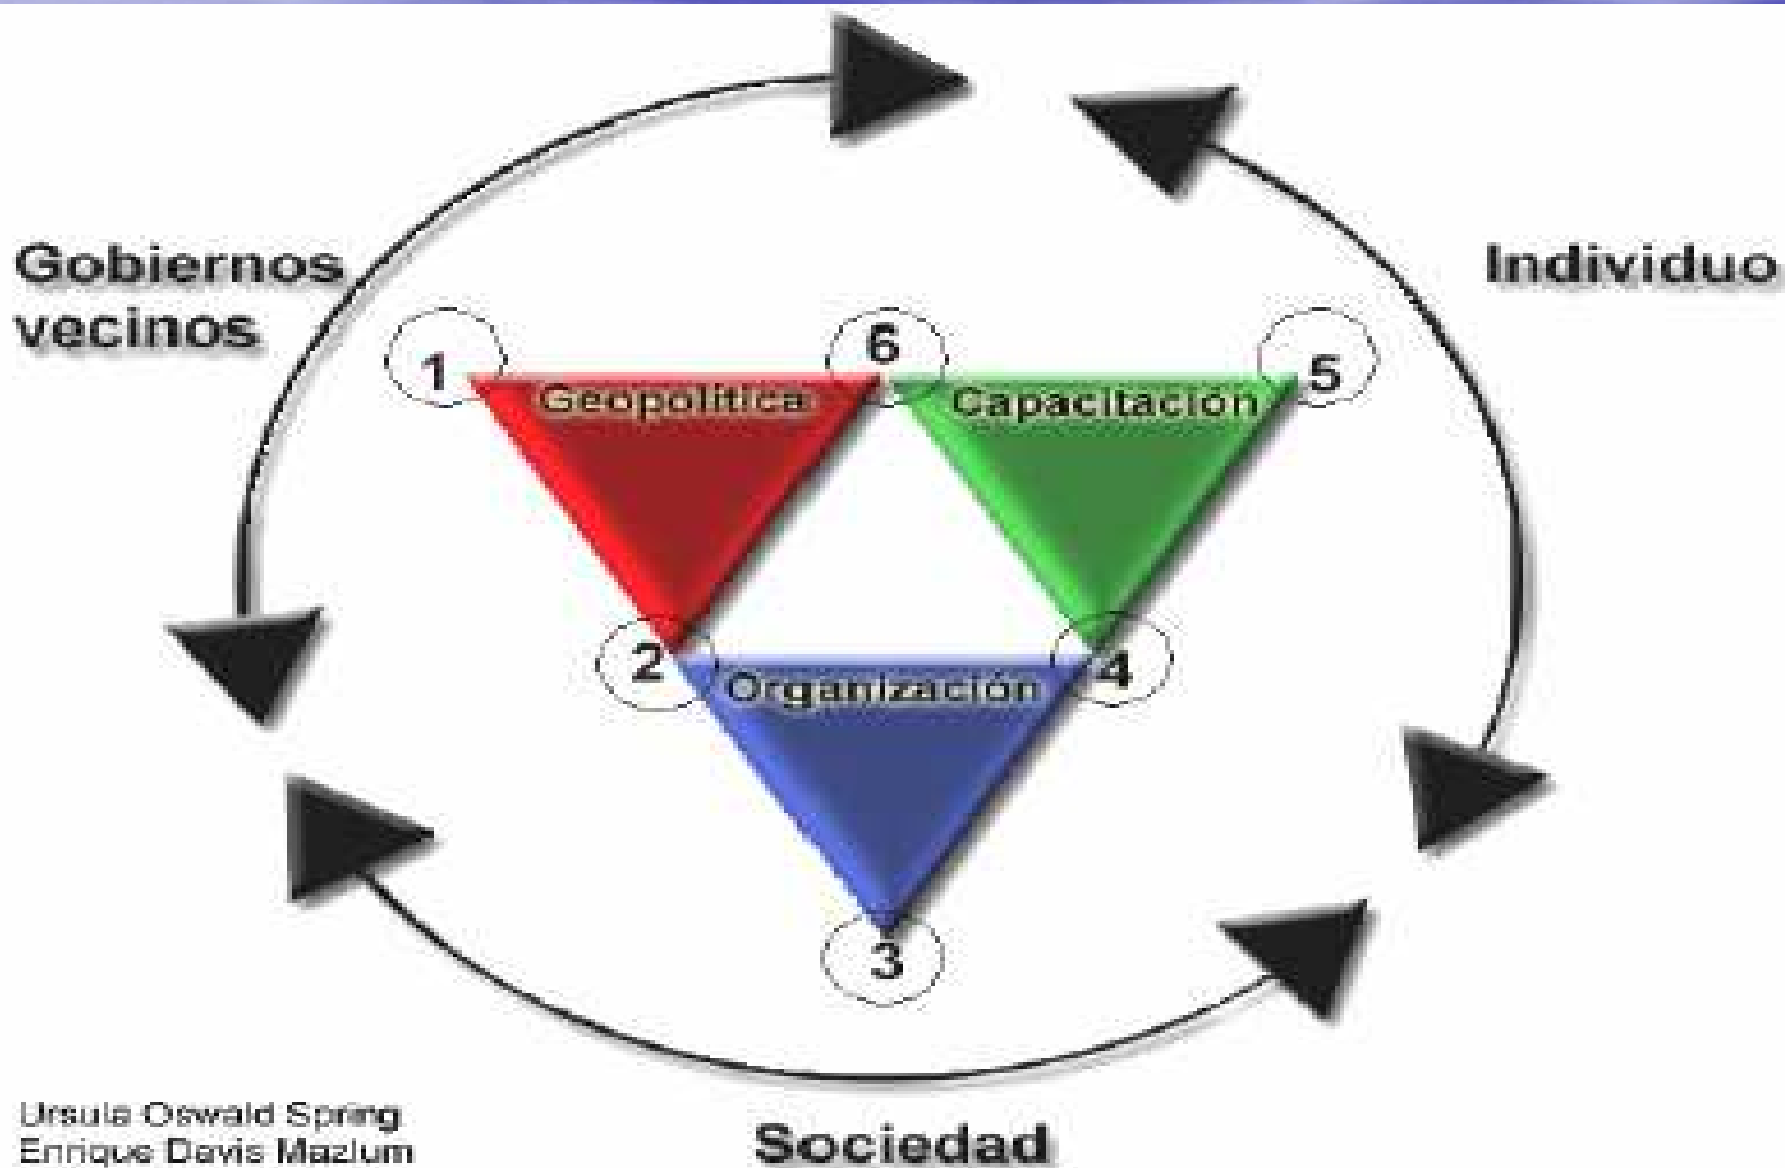 Gobiernos
vecinos
Individuo
1
6
5
Geopolítica
Capacitación
2
4
Organización
3
Ursula Oswald Spring
Enrique Davis Mazlum
Sociedad